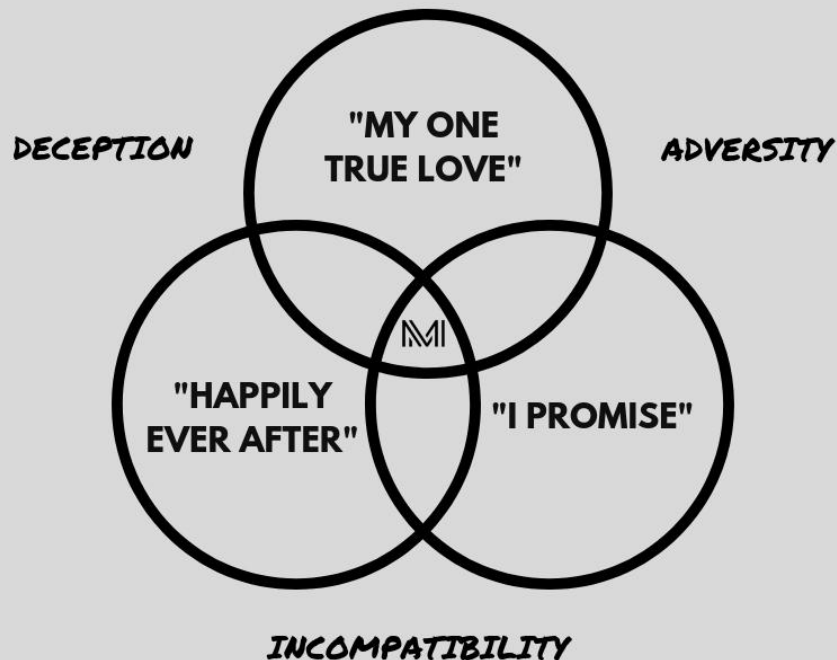 DECEPTION
ADVERSITY
"MY ONE
TRUE LOVE"
M
"HAPPILY
EVER AFTER"
"I PROMISE"
INCOMPATIBILITY